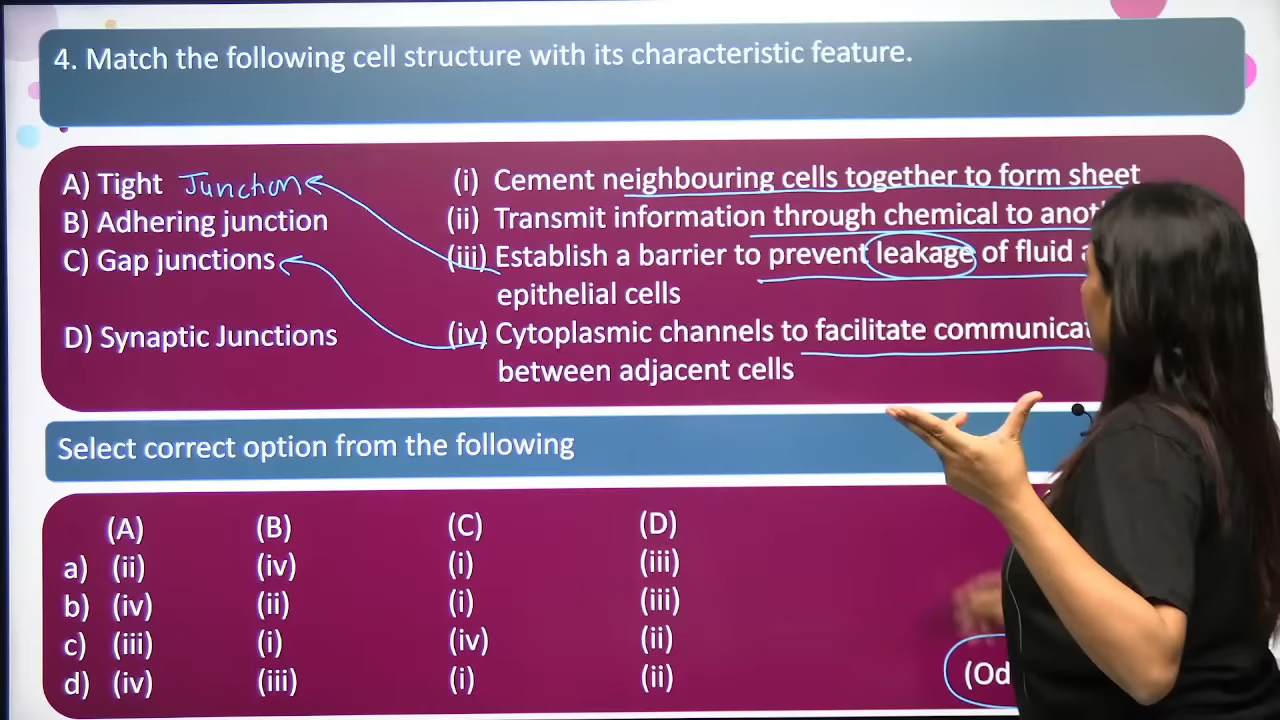 4. Match the following cell structure with its characteristic feature.
A) Tight Junction (i) Cement neighbouring cells together to form sheet
B) Adhering junction (ii) Transmit information through chemical to
C) Gap junctions (iii) Establish a barrier to prevent leakage of fluid
epithelial cells
D) Synaptic Junctions (iv) Cytoplasmic channels to facilitate
between adjacent cells
Select correct option from the following
(A) (B) (C) (D)
a) (ii) (iv) (i) (iii)
b) (iv) (ii) (i) (iii)
c) (iii) (i) (iv) (ii)
d) (iv) (iii) (i) (ii)